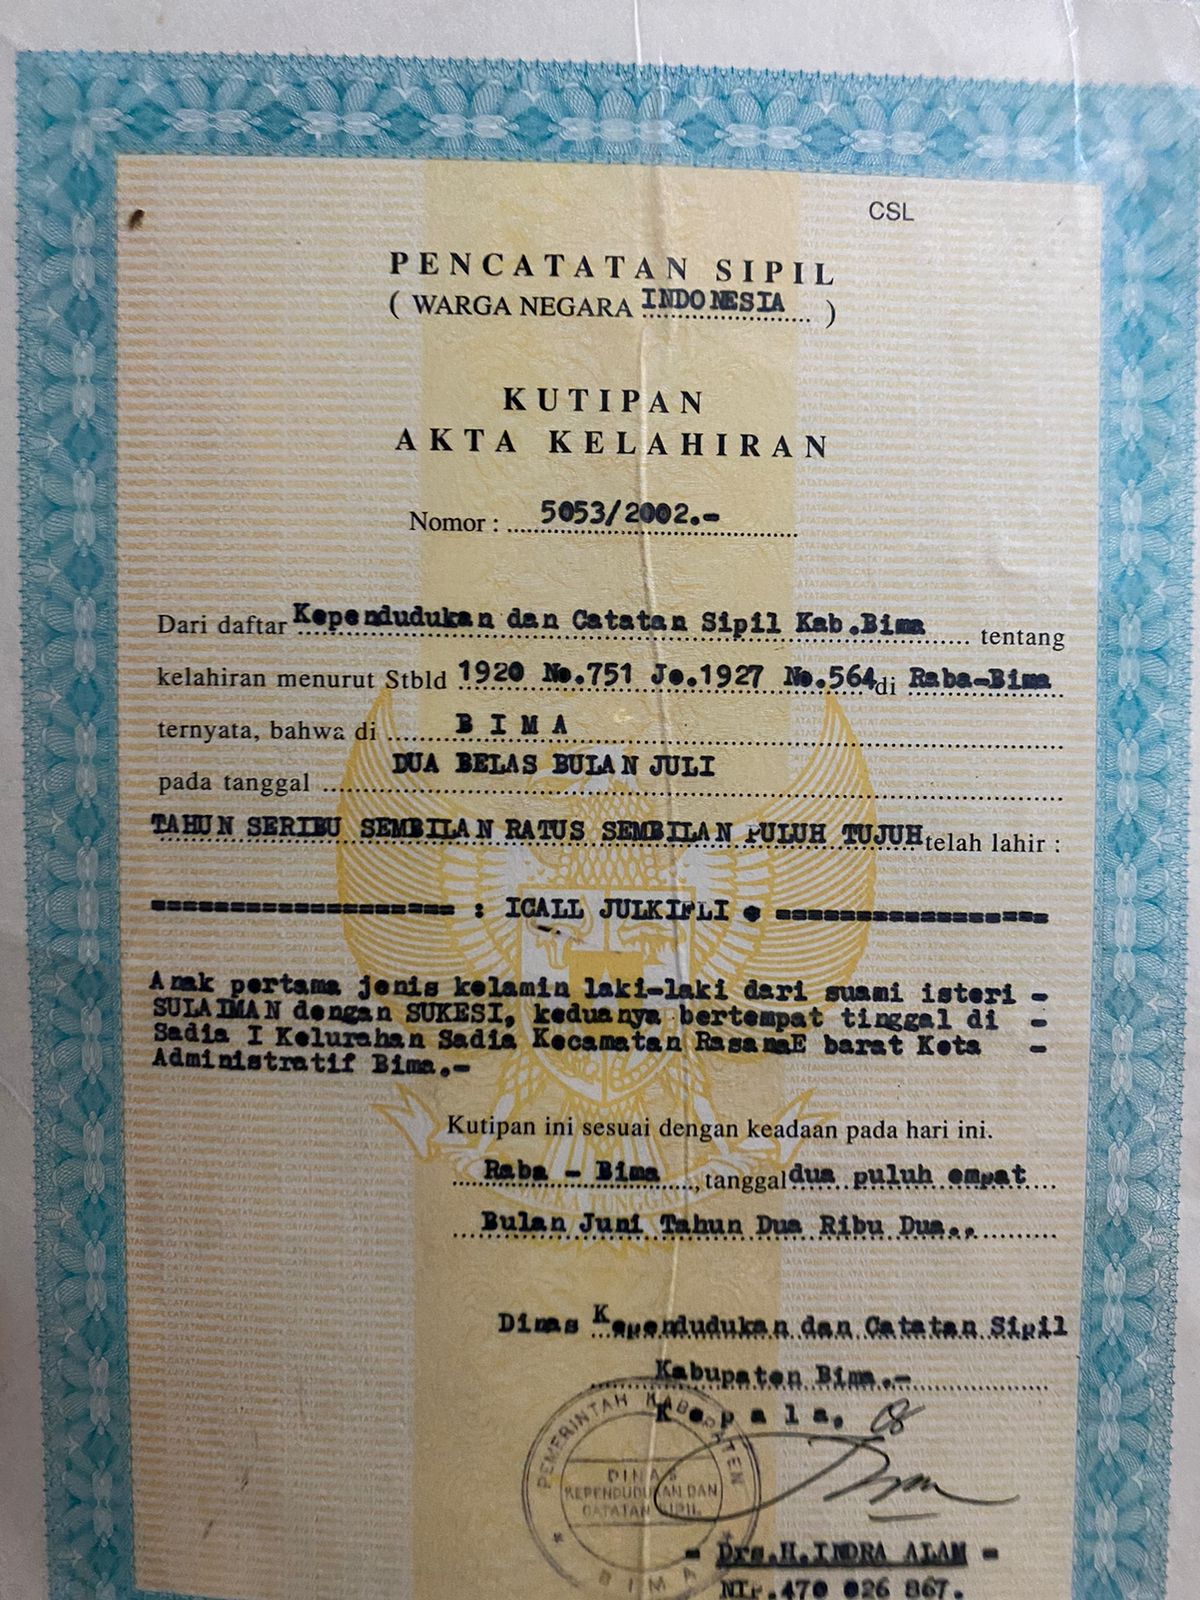 CSL
PENCATATAN SIPIL
( WARGA NEGARA INDONESIA )
KUTIPAN
AKTA KELAHIRAN
Nomor : 5053/2002.-
Dari daftar Kependudukan dan Catatan Sipil Kab.Bima tentang
kelahiran menurut Stbld 1920 No.751 Jo.1927 No.564 di Raba-Bima
ternyata, bahwa di B I M A
pada tanggal DUA BELAS BULAN JULI
TAHUN SERIBU SEMBILAN RATUS SEMBILAN PULUH TUJUH telah lahir :
=================== : ICALL JULKIFLI . =================
Anak pertama jenis kelamin laki-laki dari suami isteri -
SULAIMAN dengan SUKESI, keduanya bertempat tinggal di -
Sadia I Kelurahan Sadia Kecamatan RasanaE barat Kota -
Administratif Bima.-
Kutipan ini sesuai dengan keadaan pada hari ini.
Raba - Bima, tanggal dua puluh empat
Bulan Juni Tahun Dua Ribu Dua..
Dinas Kependudukan dan Catatan Sipil
Kabupaten Bima.-
K e p a l a,
PEMERINTAH KABUPATEN
DINAS
KEPENDUDUKAN DAN
CATATAN SIPIL
BIMA
- Drs.H.INDRA ALAM -
NIP.470 026 867.